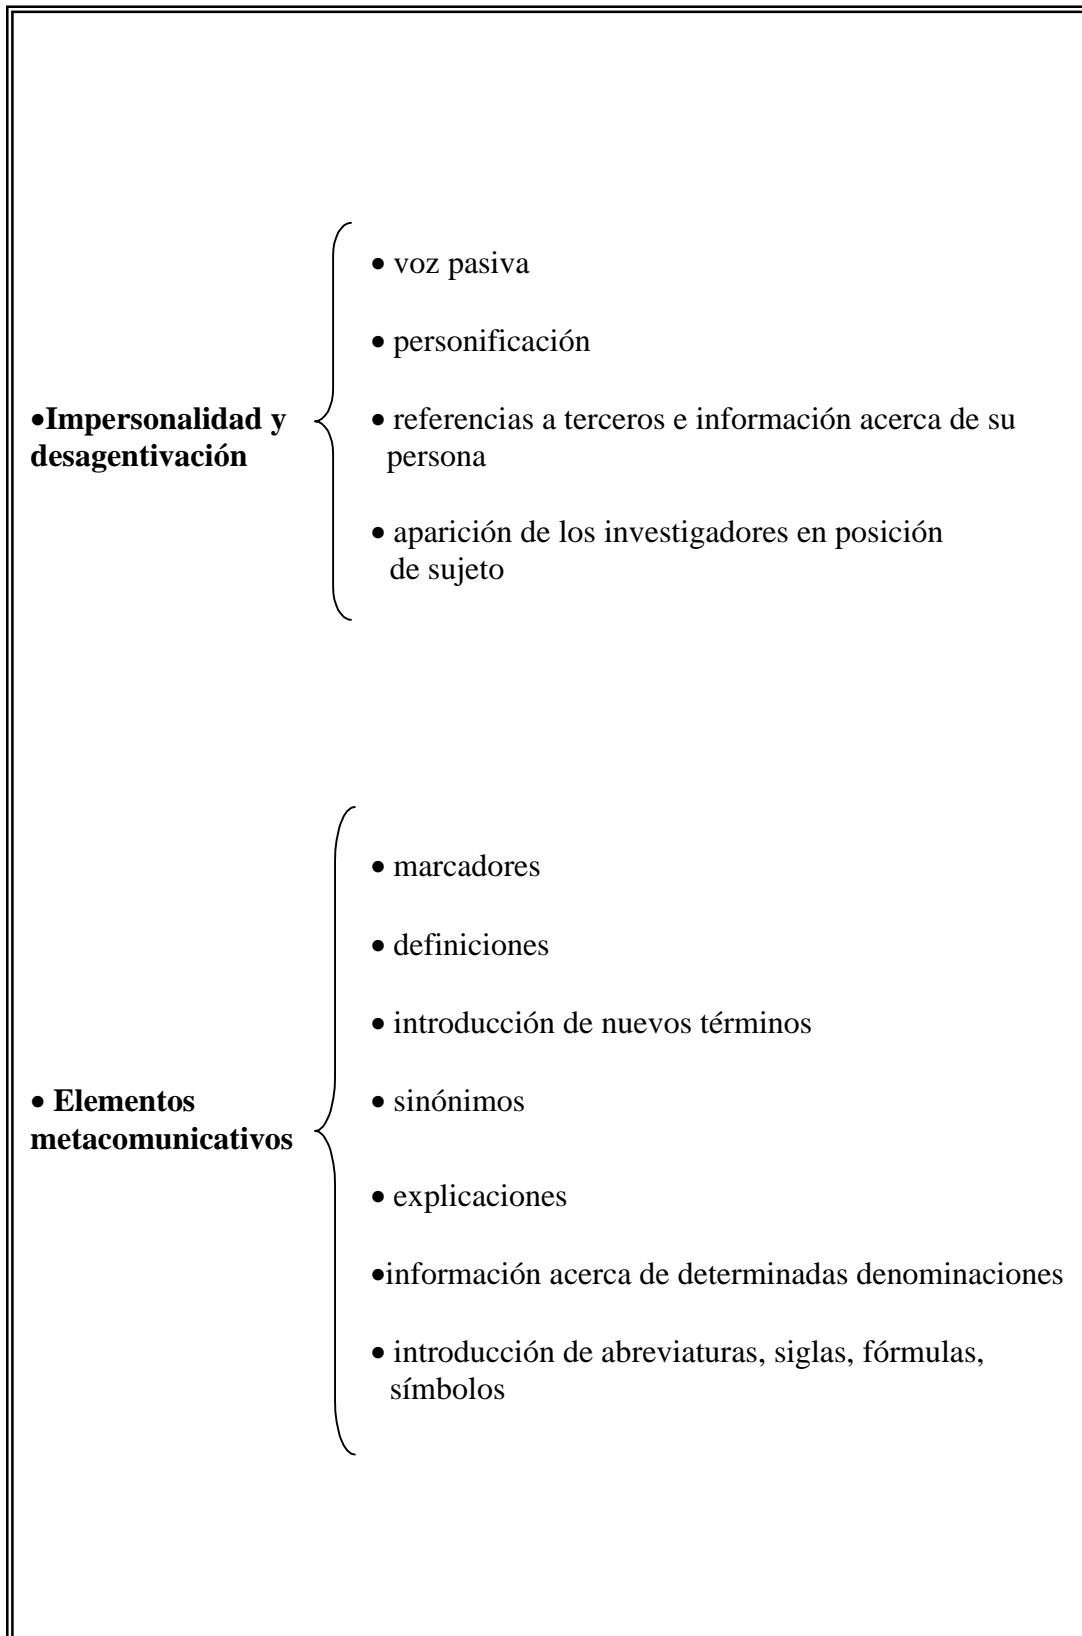 • voz pasiva
• personificación
•Impersonalidad y
desagentivación
• referencias a terceros e información acerca de su
persona
• aparición de los investigadores en posición
de sujeto
• marcadores
• definiciones
• introducción de nuevos términos
• Elementos
metacomunicativos
• sinónimos
• explicaciones
•información acerca de determinadas denominaciones
• introducción de abreviaturas, siglas, fórmulas,
símbolos